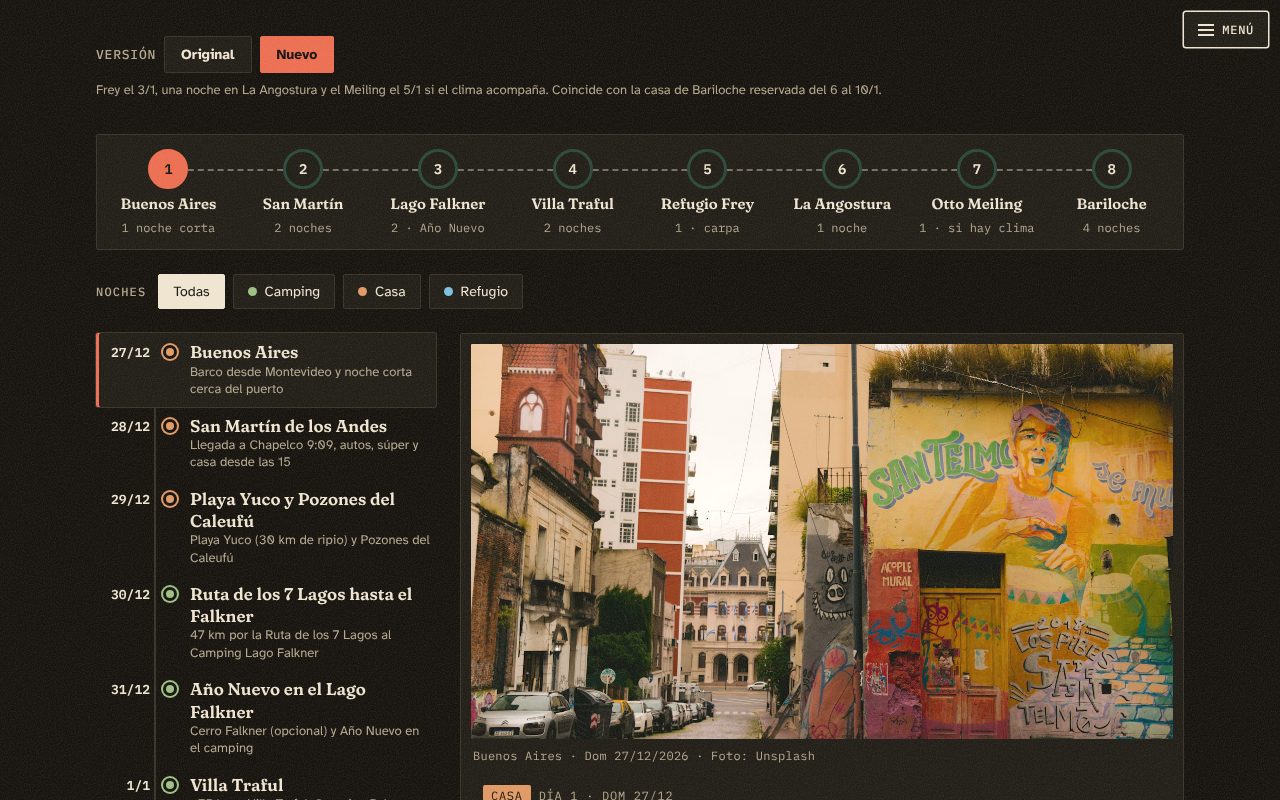 MENÚ
VERSIÓN Original Nuevo
Frey el 3/1, una noche en La Angostura y el Meiling el 5/1 si el clima acompaña. Coincide con la casa de Bariloche reservada del 6 al 10/1.
1 2 3 4 5 6 7 8
Buenos Aires San Martín Lago Falkner Villa Traful Refugio Frey La Angostura Otto Meiling Bariloche
1 noche corta 2 noches 2 · Año Nuevo 2 noches 1 · carpa 1 noche 1 · si hay clima 4 noches
NOCHES Todas Camping Casa Refugio
27/12 Buenos Aires
Barco desde Montevideo y noche corta
cerca del puerto
28/12 San Martín de los Andes
Llegada a Chapelco 9:09, autos, súper y
casa desde las 15
29/12 Playa Yuco y Pozones del
Caleufú
Playa Yuco (30 km de ripio) y Pozones del
Caleufú
30/12 Ruta de los 7 Lagos hasta el
Falkner
47 km por la Ruta de los 7 Lagos al
Camping Lago Falkner
31/12 Año Nuevo en el Lago
Falkner
Cerro Falkner (opcional) y Año Nuevo en
el camping
1/1 Villa Traful
SAN TELMO
ACOPLE
MURAL
2018
LOS PIBES
SANTE
TELMO
Buenos Aires · Dom 27/12/2026 · Foto: Unsplash
CASA DÍA 1 · DOM 27/12